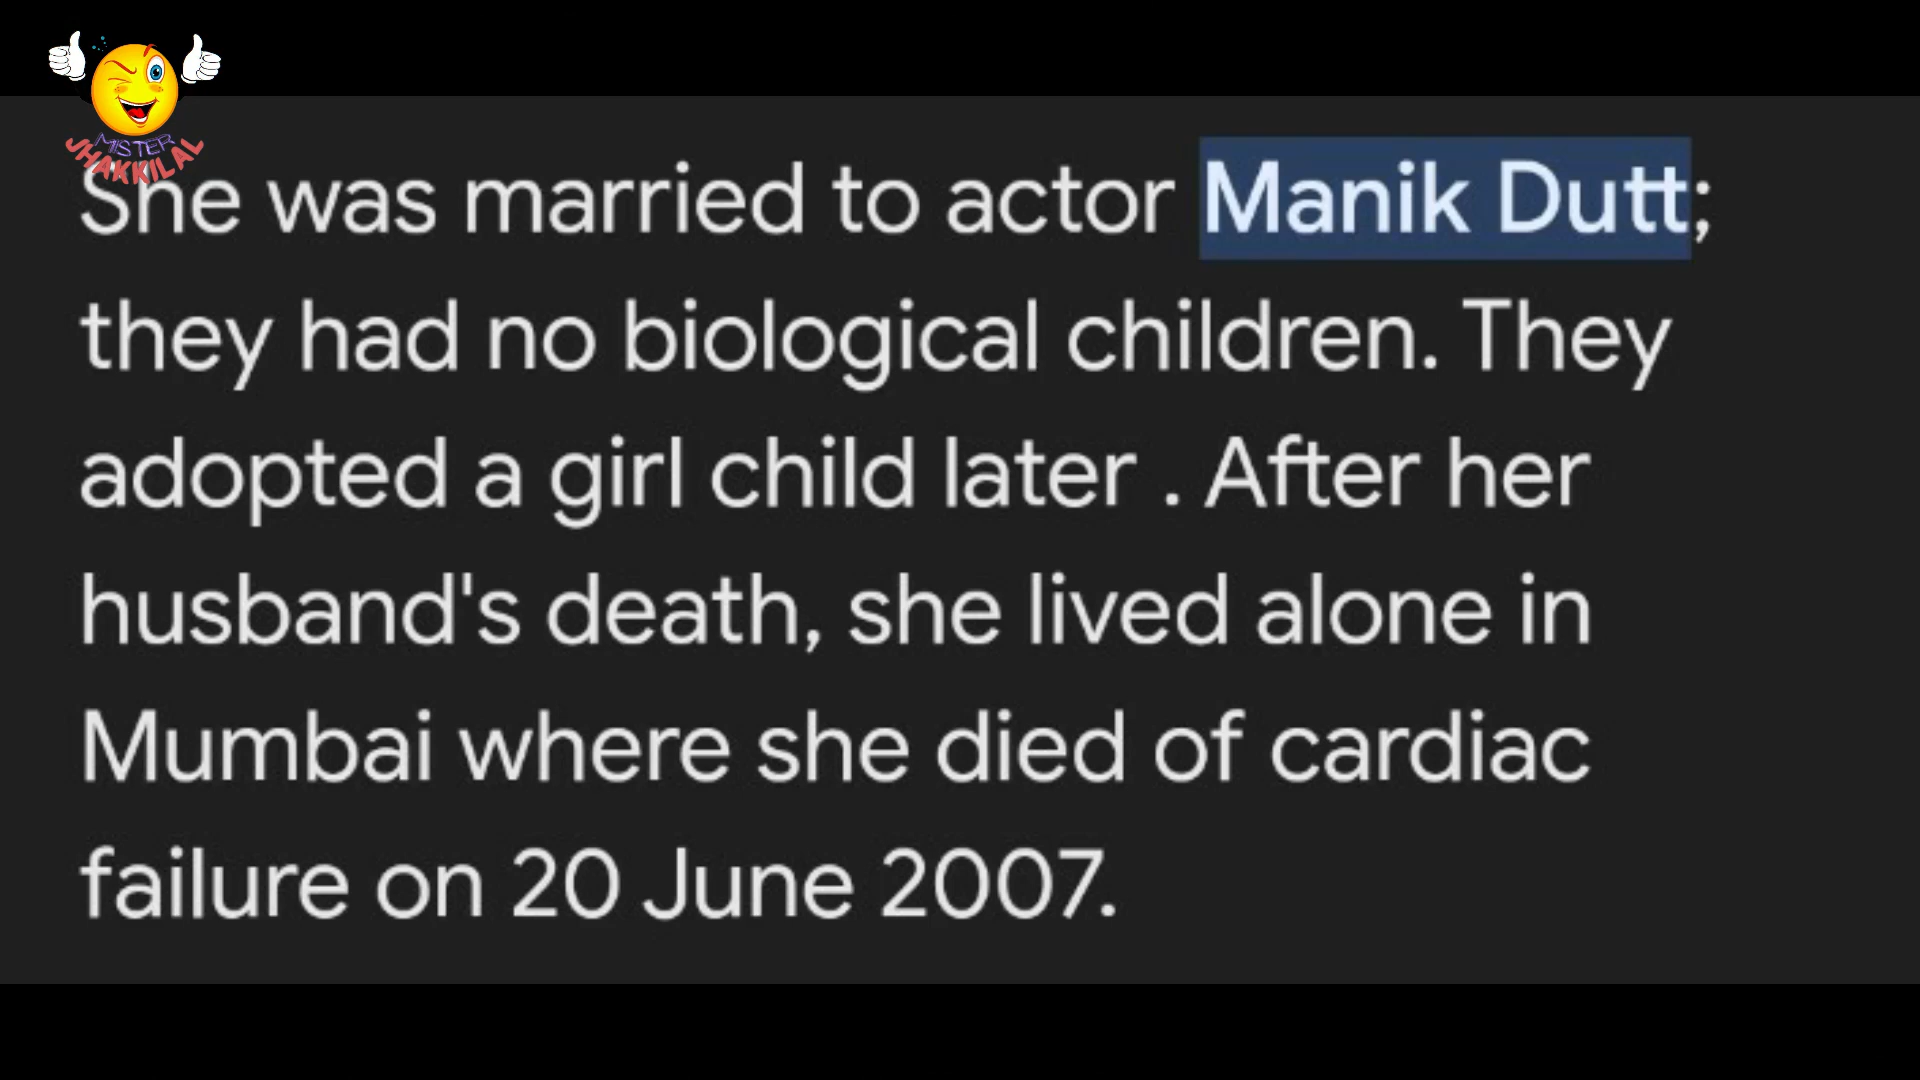 MISTER
JHAKKILAL
She was married to actor Manik Dutt;
they had no biological children. They
adopted a girl child later . After her
husband's death, she lived alone in
Mumbai where she died of cardiac
failure on 20 June 2007.